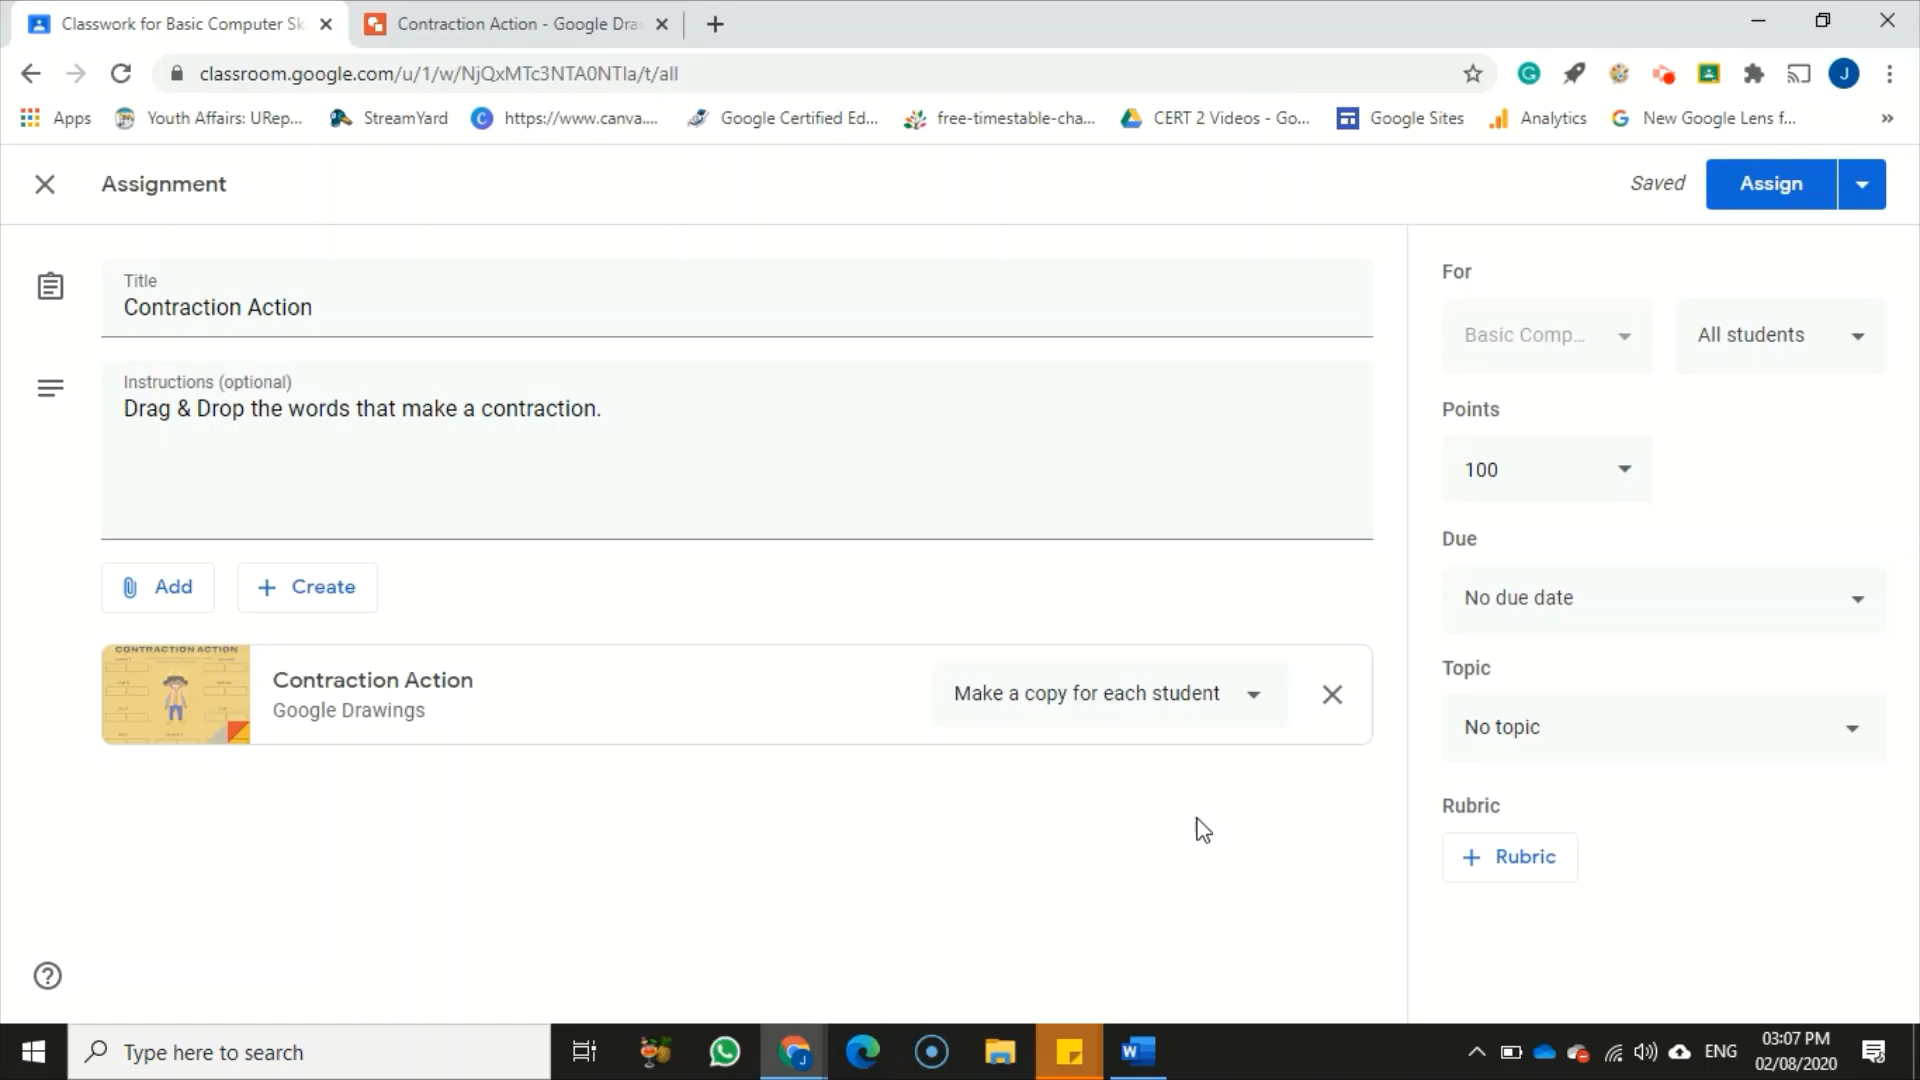 Classwork for Basic Computer Sk
Contraction Action - Google Dra
classroom.google.com/u/1/w/NjQxMTc3NTA0NTIa/t/all
Apps
Youth Affairs: URep...
StreamYard
https://www.canva....
Google Certified Ed...
free-timestable-cha...
CERT 2 Videos - Go...
Google Sites
Analytics
New Google Lens f...
»
Assignment
Saved
Assign
Title
Contraction Action
Instructions (optional)
Drag & Drop the words that make a contraction.
Add
Create
CONTRACTION ACTION
Contraction Action
Google Drawings
Make a copy for each student
For
Basic Comp...
All students
Points
100
Due
No due date
Topic
No topic
Rubric
Rubric
Type here to search
ENG
03:07 PM
02/08/2020